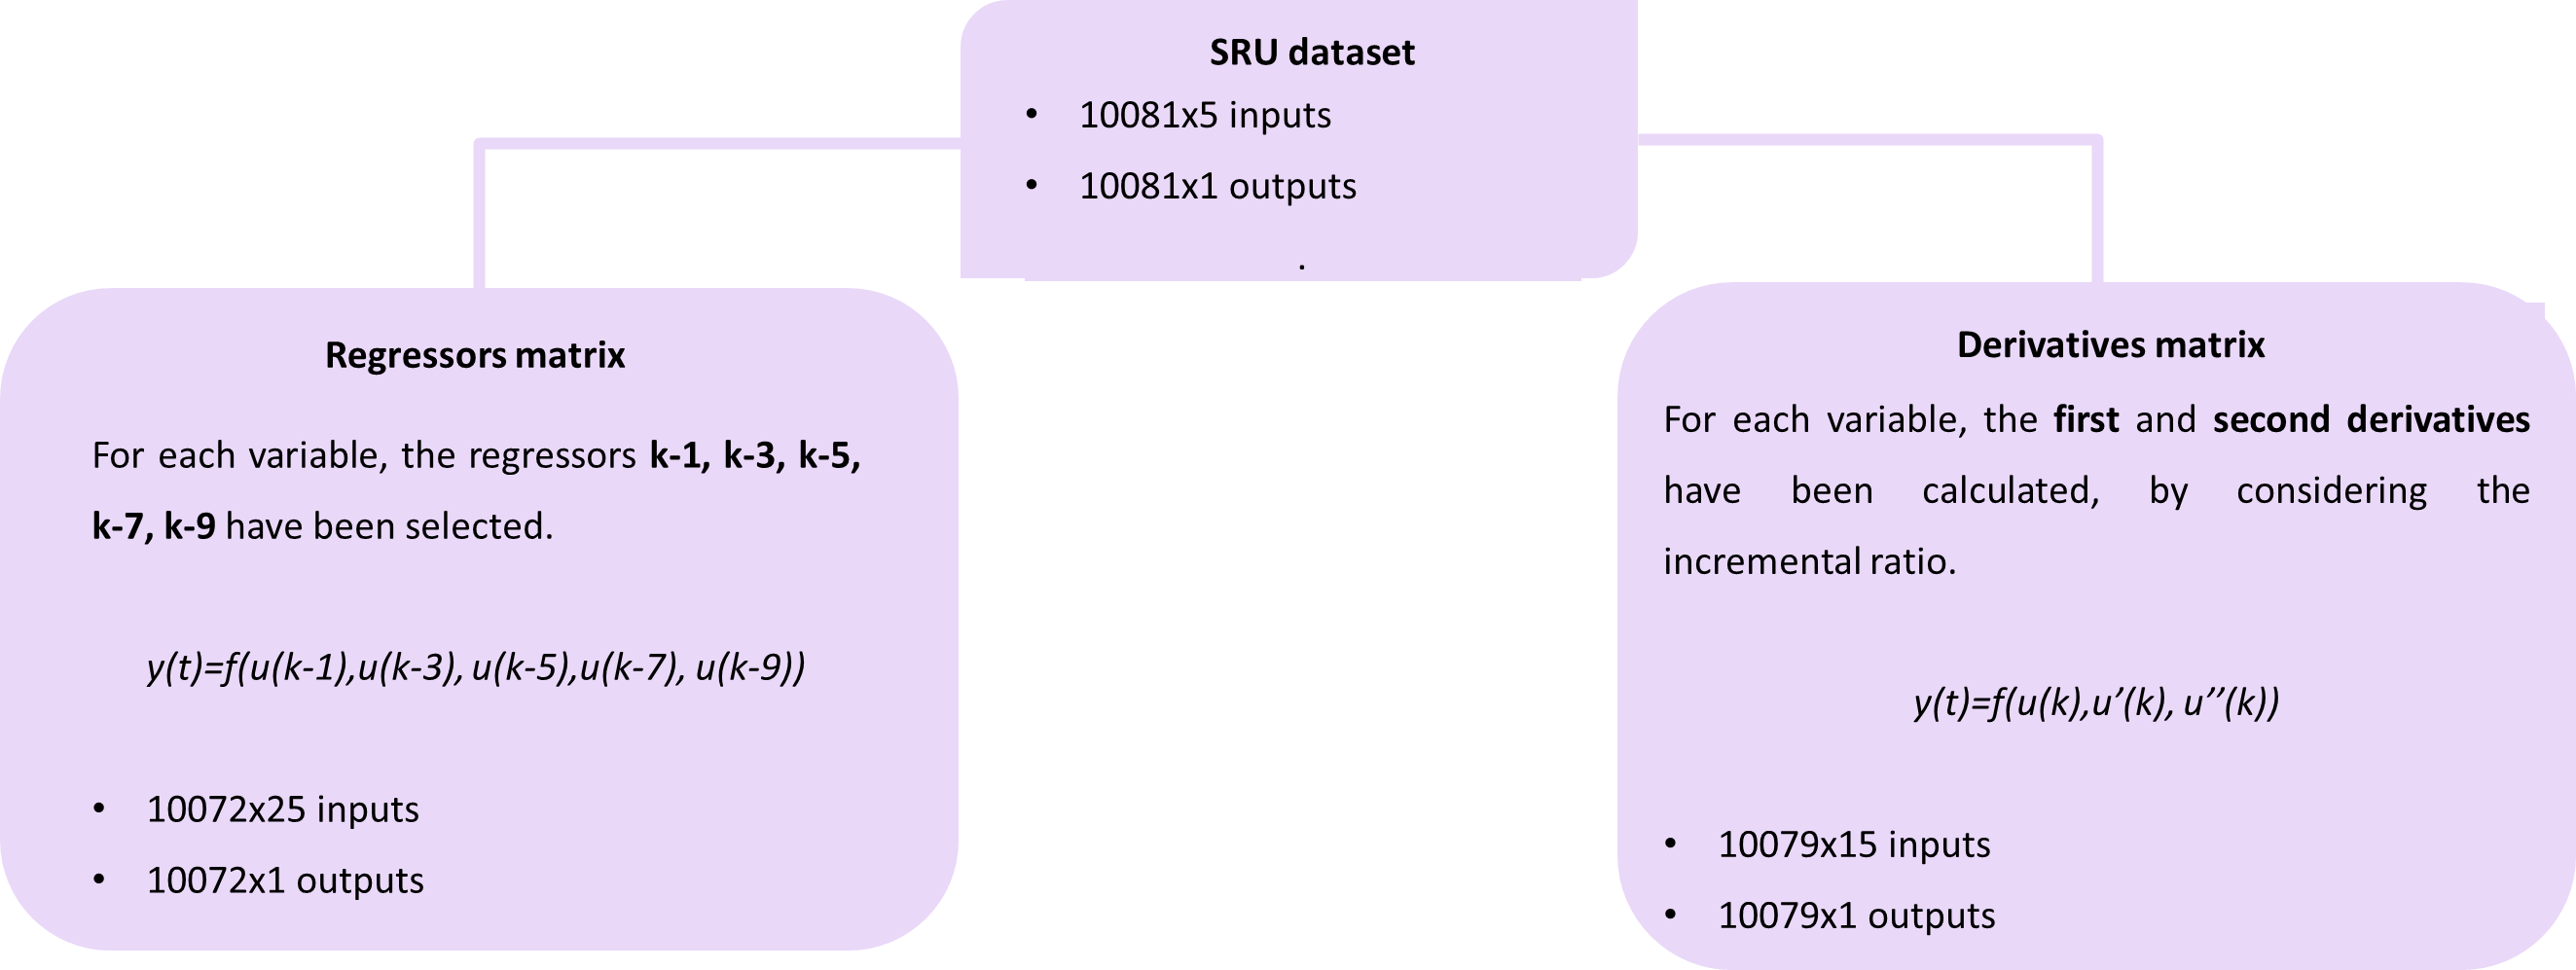 SRU dataset
• 10081x5 inputs
• 10081x1 outputs
.
Regressors matrix
For each variable, the regressors k-1, k-3, k-5,
k-7, k-9 have been selected.
y(t)=f(u(k-1),u(k-3), u(k-5),u(k-7), u(k-9))
• 10072x25 inputs
• 10072x1 outputs
Derivatives matrix
For each variable, the first and second derivatives
have been calculated, by considering the
incremental ratio.
y(t)=f(u(k),u’(k), u’’(k))
• 10079x15 inputs
• 10079x1 outputs